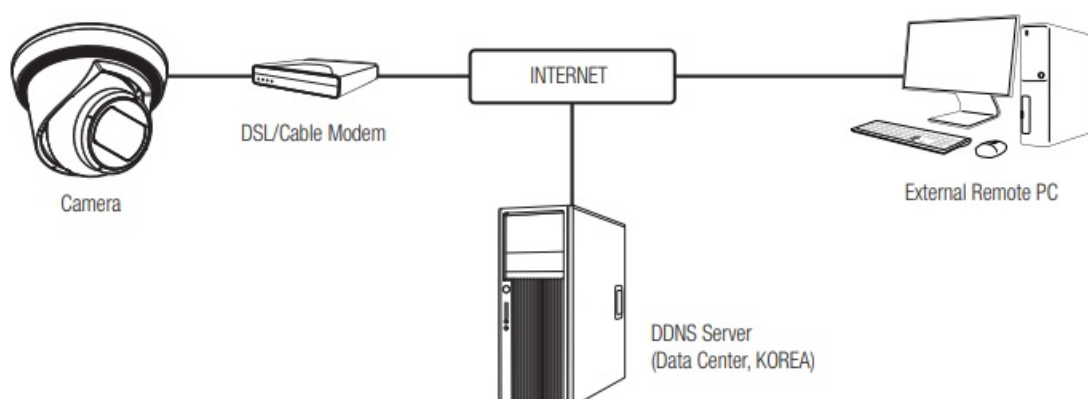 INTERNET
DSL/Cable Modem
Camera
External Remote PC
DDNS Server
(Data Center, KOREA)